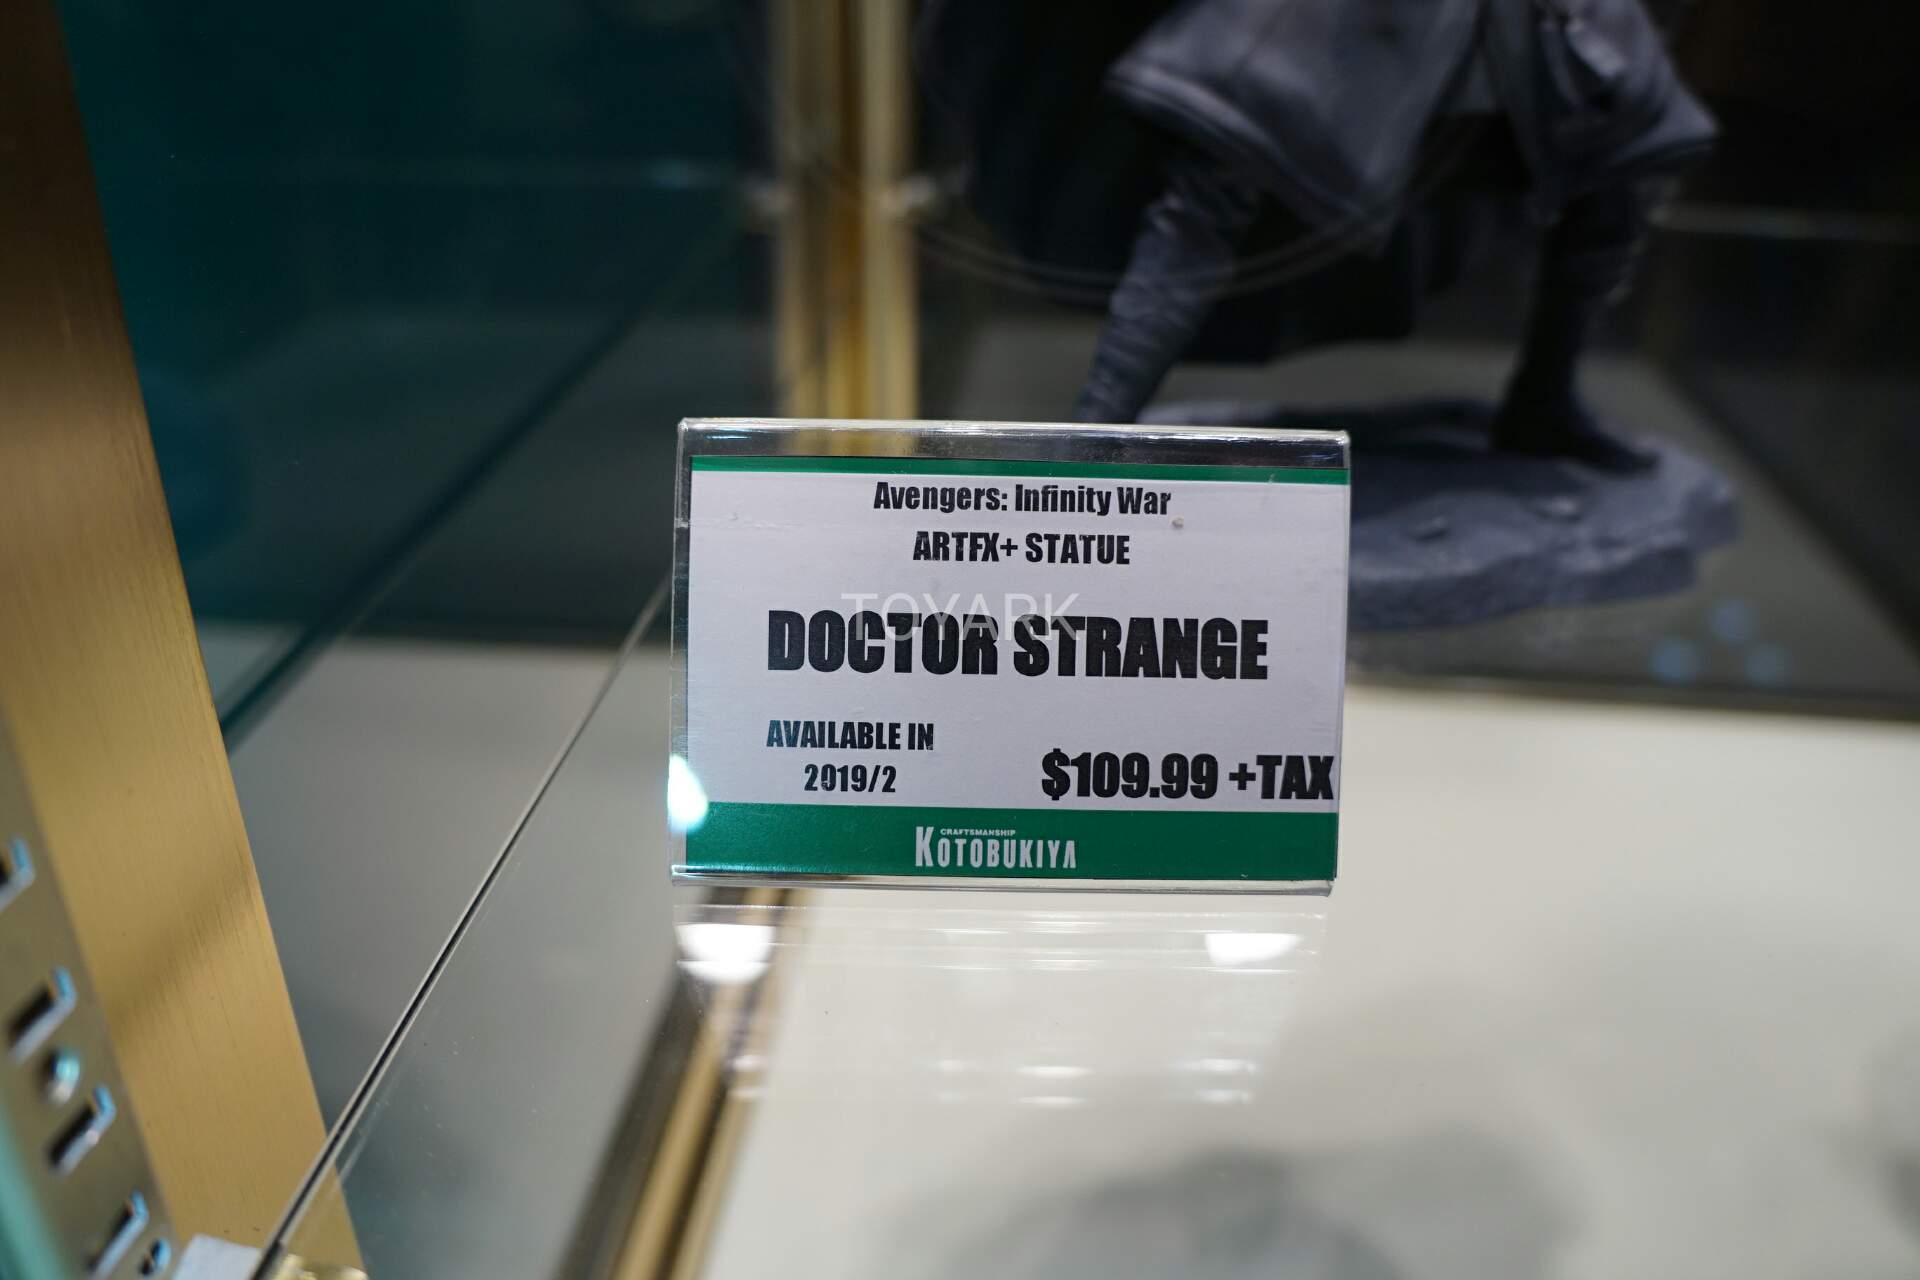 Avengers: Infinity War
ARTFX+ STATUE
TOYARK
DOCTOR STRANGE
AVAILABLE IN
2019/2
$109.99 +TAX
CRAFTSMANSHIP
KOTOBUKIYA